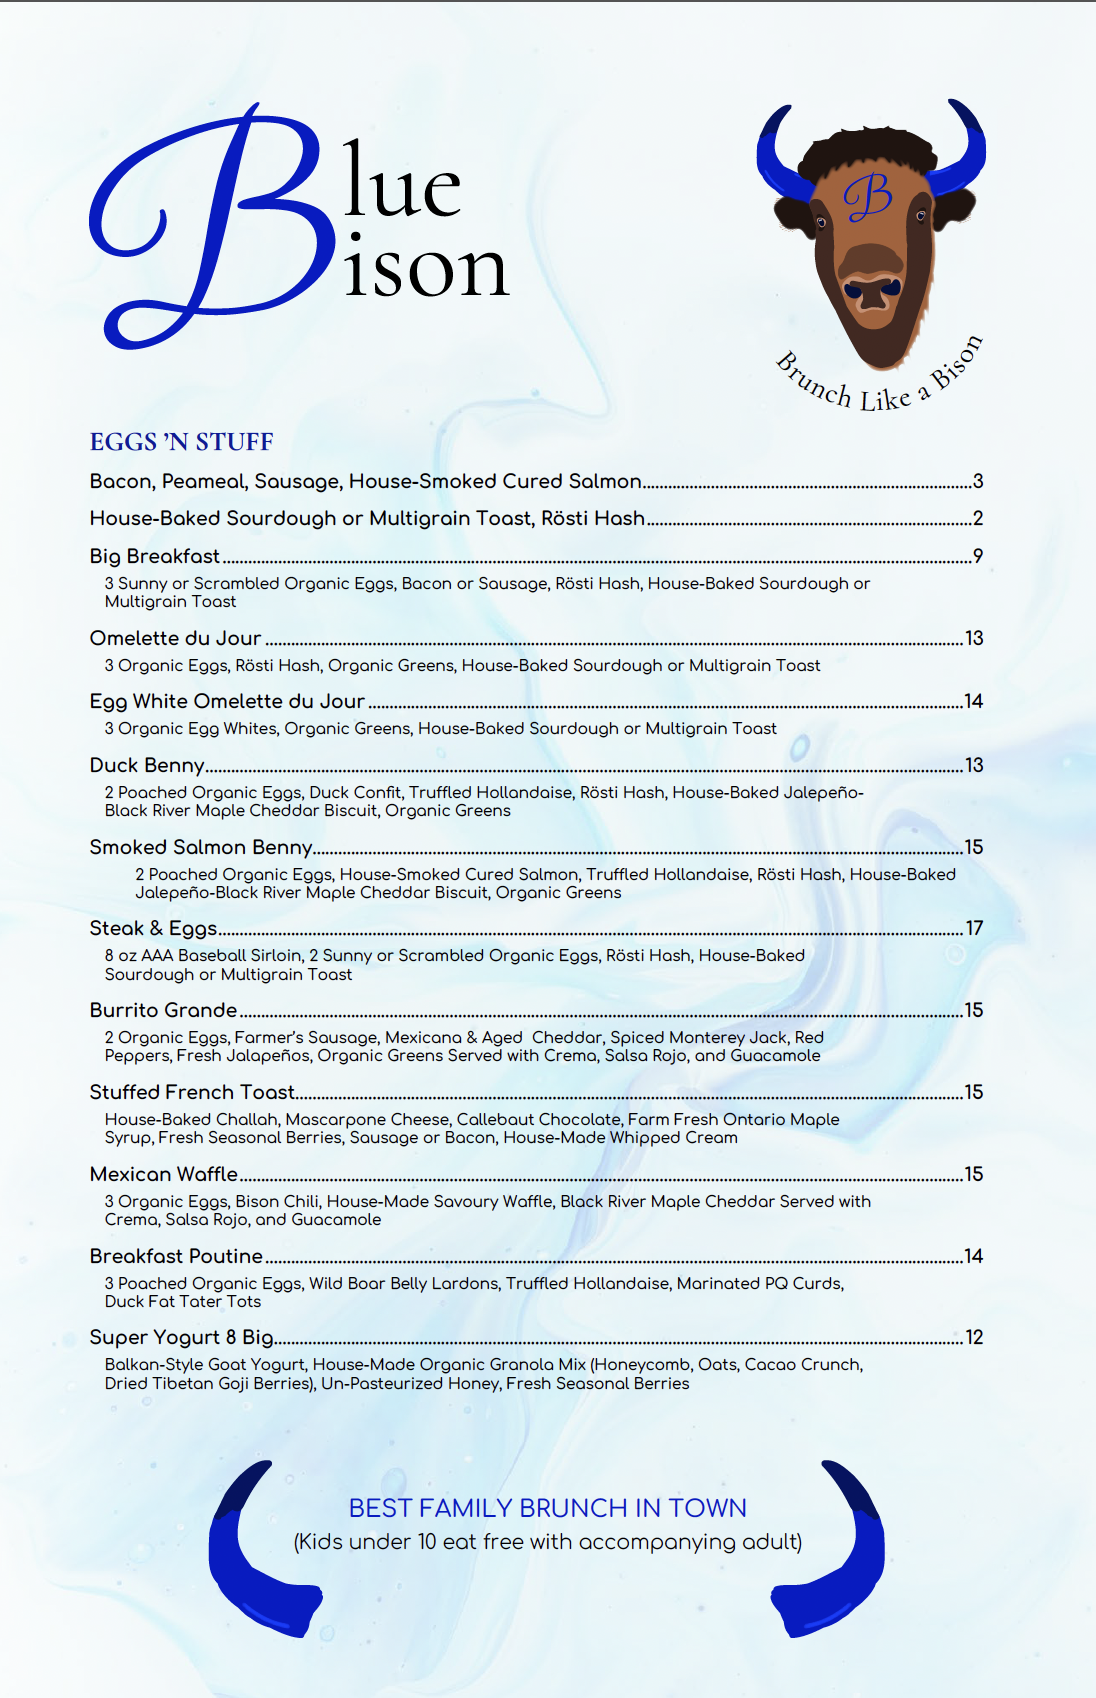 Blue
Bison
B
Brunch Like a Bison
EGGS ’N STUFF
Bacon, Peameal, Sausage, House-Smoked Cured Salmon........3
House-Baked Sourdough or Multigrain Toast, Rösti Hash........2
Big Breakfast........9
3 Sunny or Scrambled Organic Eggs, Bacon or Sausage, Rösti Hash, House-Baked Sourdough or
Multigrain Toast
Omelette du Jour........13
3 Organic Eggs, Rösti Hash, Organic Greens, House-Baked Sourdough or Multigrain Toast
Egg White Omelette du Jour........14
3 Organic Egg Whites, Organic Greens, House-Baked Sourdough or Multigrain Toast
Duck Benny........13
2 Poached Organic Eggs, Duck Confit, Truffled Hollandaise, Rösti Hash, House-Baked Jalepeño-
Black River Maple Cheddar Biscuit, Organic Greens
Smoked Salmon Benny........15
2 Poached Organic Eggs, House-Smoked Cured Salmon, Truffled Hollandaise, Rösti Hash, House-Baked
Jalepeño-Black River Maple Cheddar Biscuit, Organic Greens
Steak & Eggs........17
8 oz AAA Baseball Sirloin, 2 Sunny or Scrambled Organic Eggs, Rösti Hash, House-Baked
Sourdough or Multigrain Toast
Burrito Grande........15
2 Organic Eggs, Farmer’s Sausage, Mexicana & Aged  Cheddar, Spiced Monterey Jack, Red
Peppers, Fresh Jalapeños, Organic Greens Served with Crema, Salsa Rojo, and Guacamole
Stuffed French Toast........15
House-Baked Challah, Mascarpone Cheese, Callebaut Chocolate, Farm Fresh Ontario Maple
Syrup, Fresh Seasonal Berries, Sausage or Bacon, House-Made Whipped Cream
Mexican Waffle........15
3 Organic Eggs, Bison Chili, House-Made Savoury Waffle, Black River Maple Cheddar Served with
Crema, Salsa Rojo, and Guacamole
Breakfast Poutine........14
3 Poached Organic Eggs, Wild Boar Belly Lardons, Truffled Hollandaise, Marinated PQ Curds,
Duck Fat Tater Tots
Super Yogurt 8 Big........12
Balkan-Style Goat Yogurt, House-Made Organic Granola Mix (Honeycomb, Oats, Cacao Crunch,
Dried Tibetan Goji Berries), Un-Pasteurized Honey, Fresh Seasonal Berries
BEST FAMILY BRUNCH IN TOWN
(Kids under 10 eat free with accompanying adult)